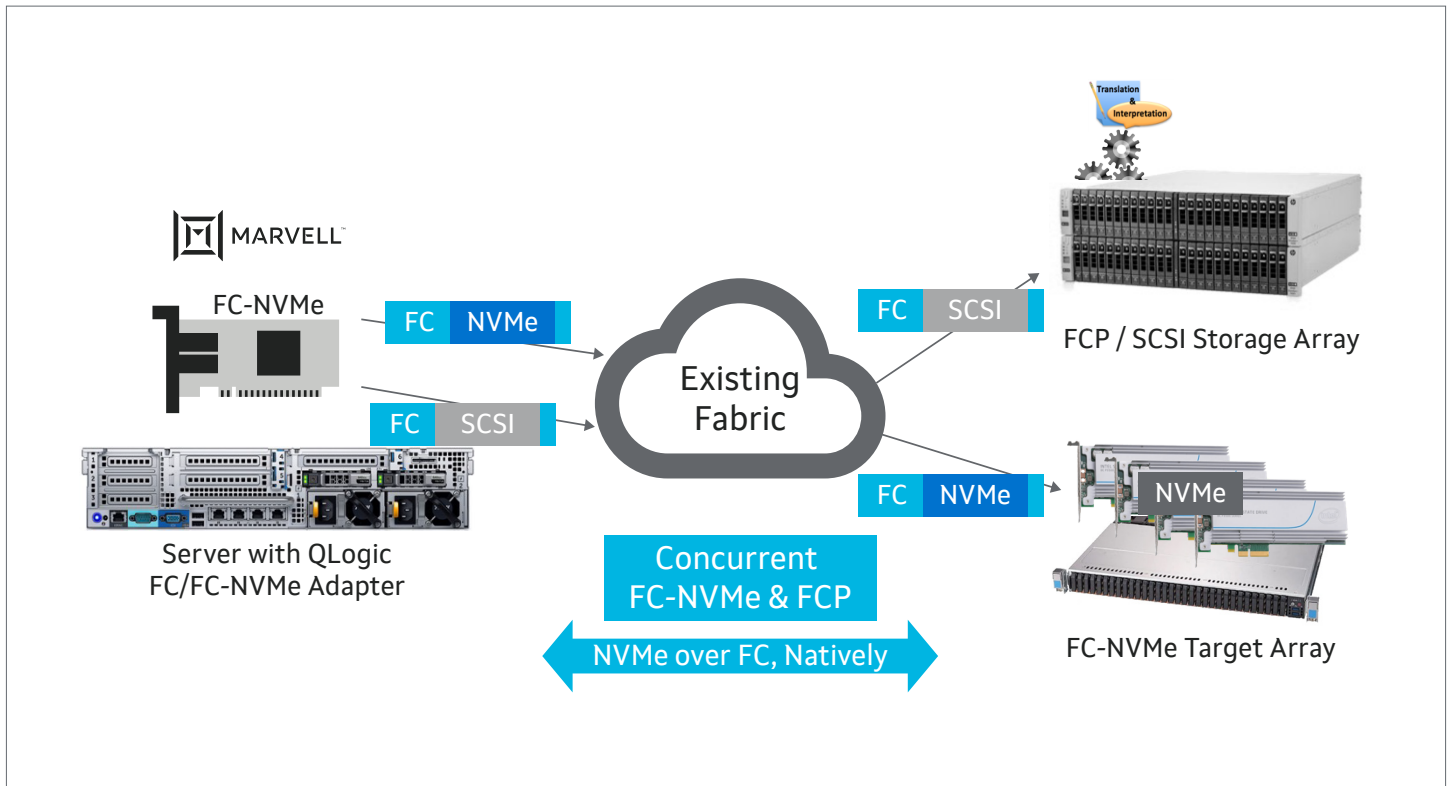 Translation
&
Interpretation
MARVELL™
FC-NVMe
FC NVMe
FC SCSI
Existing
Fabric
FC SCSI
FCP / SCSI Storage Array
FC NVMe
NVMe
Server with QLogic
FC/FC-NVMe Adapter
Concurrent
FC-NVMe & FCP
NVMe over FC, Natively
FC-NVMe Target Array